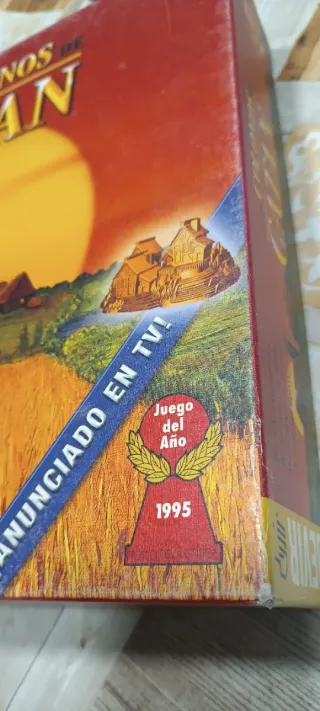 NOS DE
AN
ANUNCIADO EN TV!
Juego
del
Año
1995